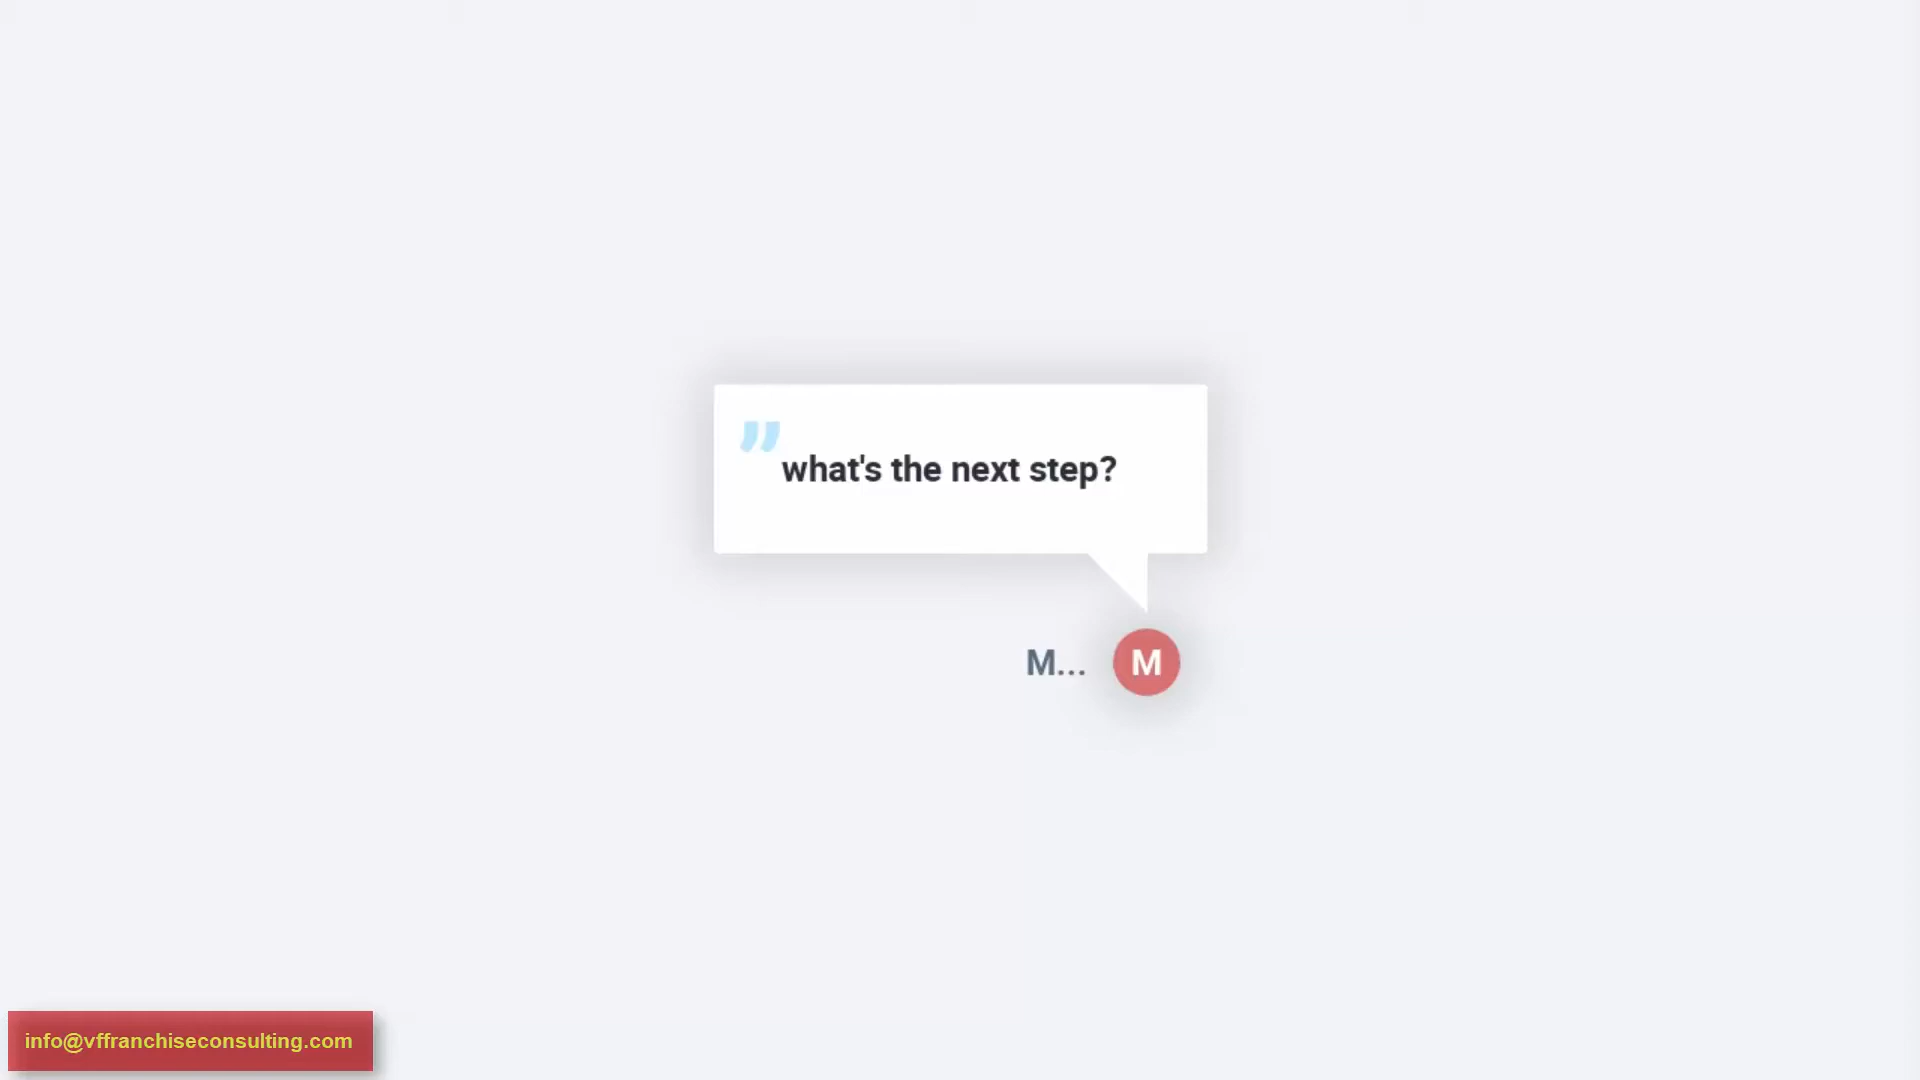 ”
what's the next step?
M...
M
info@vffranchiseconsulting.com